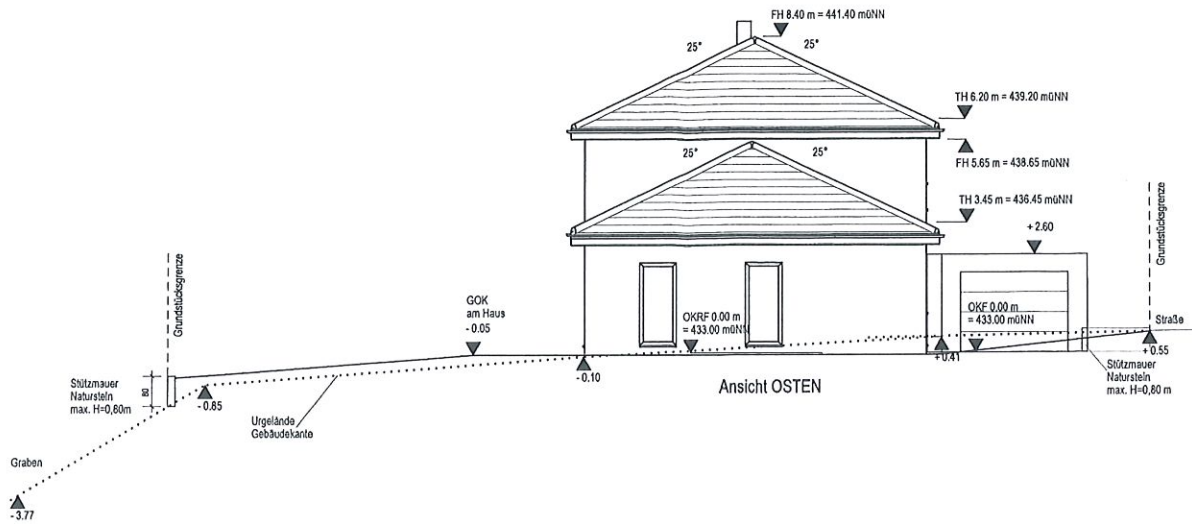 FH 8.40 m = 441.40 müNN
25°
25°
TH 6.20 m = 439.20 müNN
25°
25°
FH 5.65 m = 438.65 müNN
TH 3.45 m = 436.45 müNN
+ 2.60
Grundstücksgrenze
Grundstücksgrenze
GOK
am Haus
- 0.05
OKRF 0.00 m
= 433.00 müNN
OKF 0.00 m
= 433.00 müNN
Straße
+ 0.41
+ 0.55
- 0.10
Stützmauer
Naturstein
max. H=0,80m
80
- 0.85
Ansicht OSTEN
Stützmauer
Naturstein
max. H=0,80 m
Urgelände
Gebäudekante
Graben
- 3.77